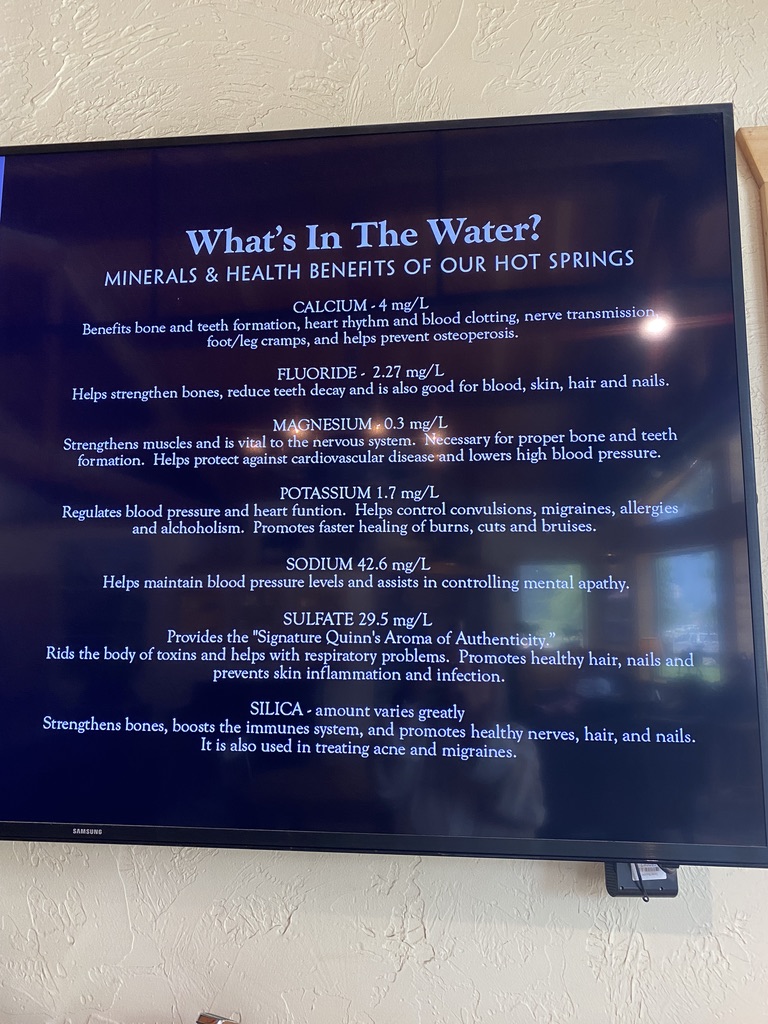 What's In The Water?
MINERALS & HEALTH BENEFITS OF OUR HOT SPRINGS
CALCIUM - 4 mg/L
Benefits bone and teeth formation, heart rhythm and blood clotting, nerve transmission,
foot/leg cramps, and helps prevent osteoperosis.
FLUORIDE - 2.27 mg/L
Helps strengthen bones, reduce teeth decay and is also good for blood, skin, hair and nails.
MAGNESIUM - 0.3 mg/L
Strengthens muscles and is vital to the nervous system. Necessary for proper bone and teeth
formation. Helps protect against cardiovascular disease and lowers high blood pressure.
POTASSIUM 1.7 mg/L
Regulates blood pressure and heart funtion. Helps control convulsions, migraines, allergies
and alchoholism. Promotes faster healing of burns, cuts and bruises.
SODIUM 42.6 mg/L
Helps maintain blood pressure levels and assists in controlling mental apathy.
SULFATE 29.5 mg/L
Provides the "Signature Quinn's Aroma of Authenticity."
Rids the body of toxins and helps with respiratory problems. Promotes healthy hair, nails and
prevents skin inflammation and infection.
SILICA - amount varies greatly
Strengthens bones, boosts the immunes system, and promotes healthy nerves, hair, and nails.
It is also used in treating acne and migraines.
SAMSUNG